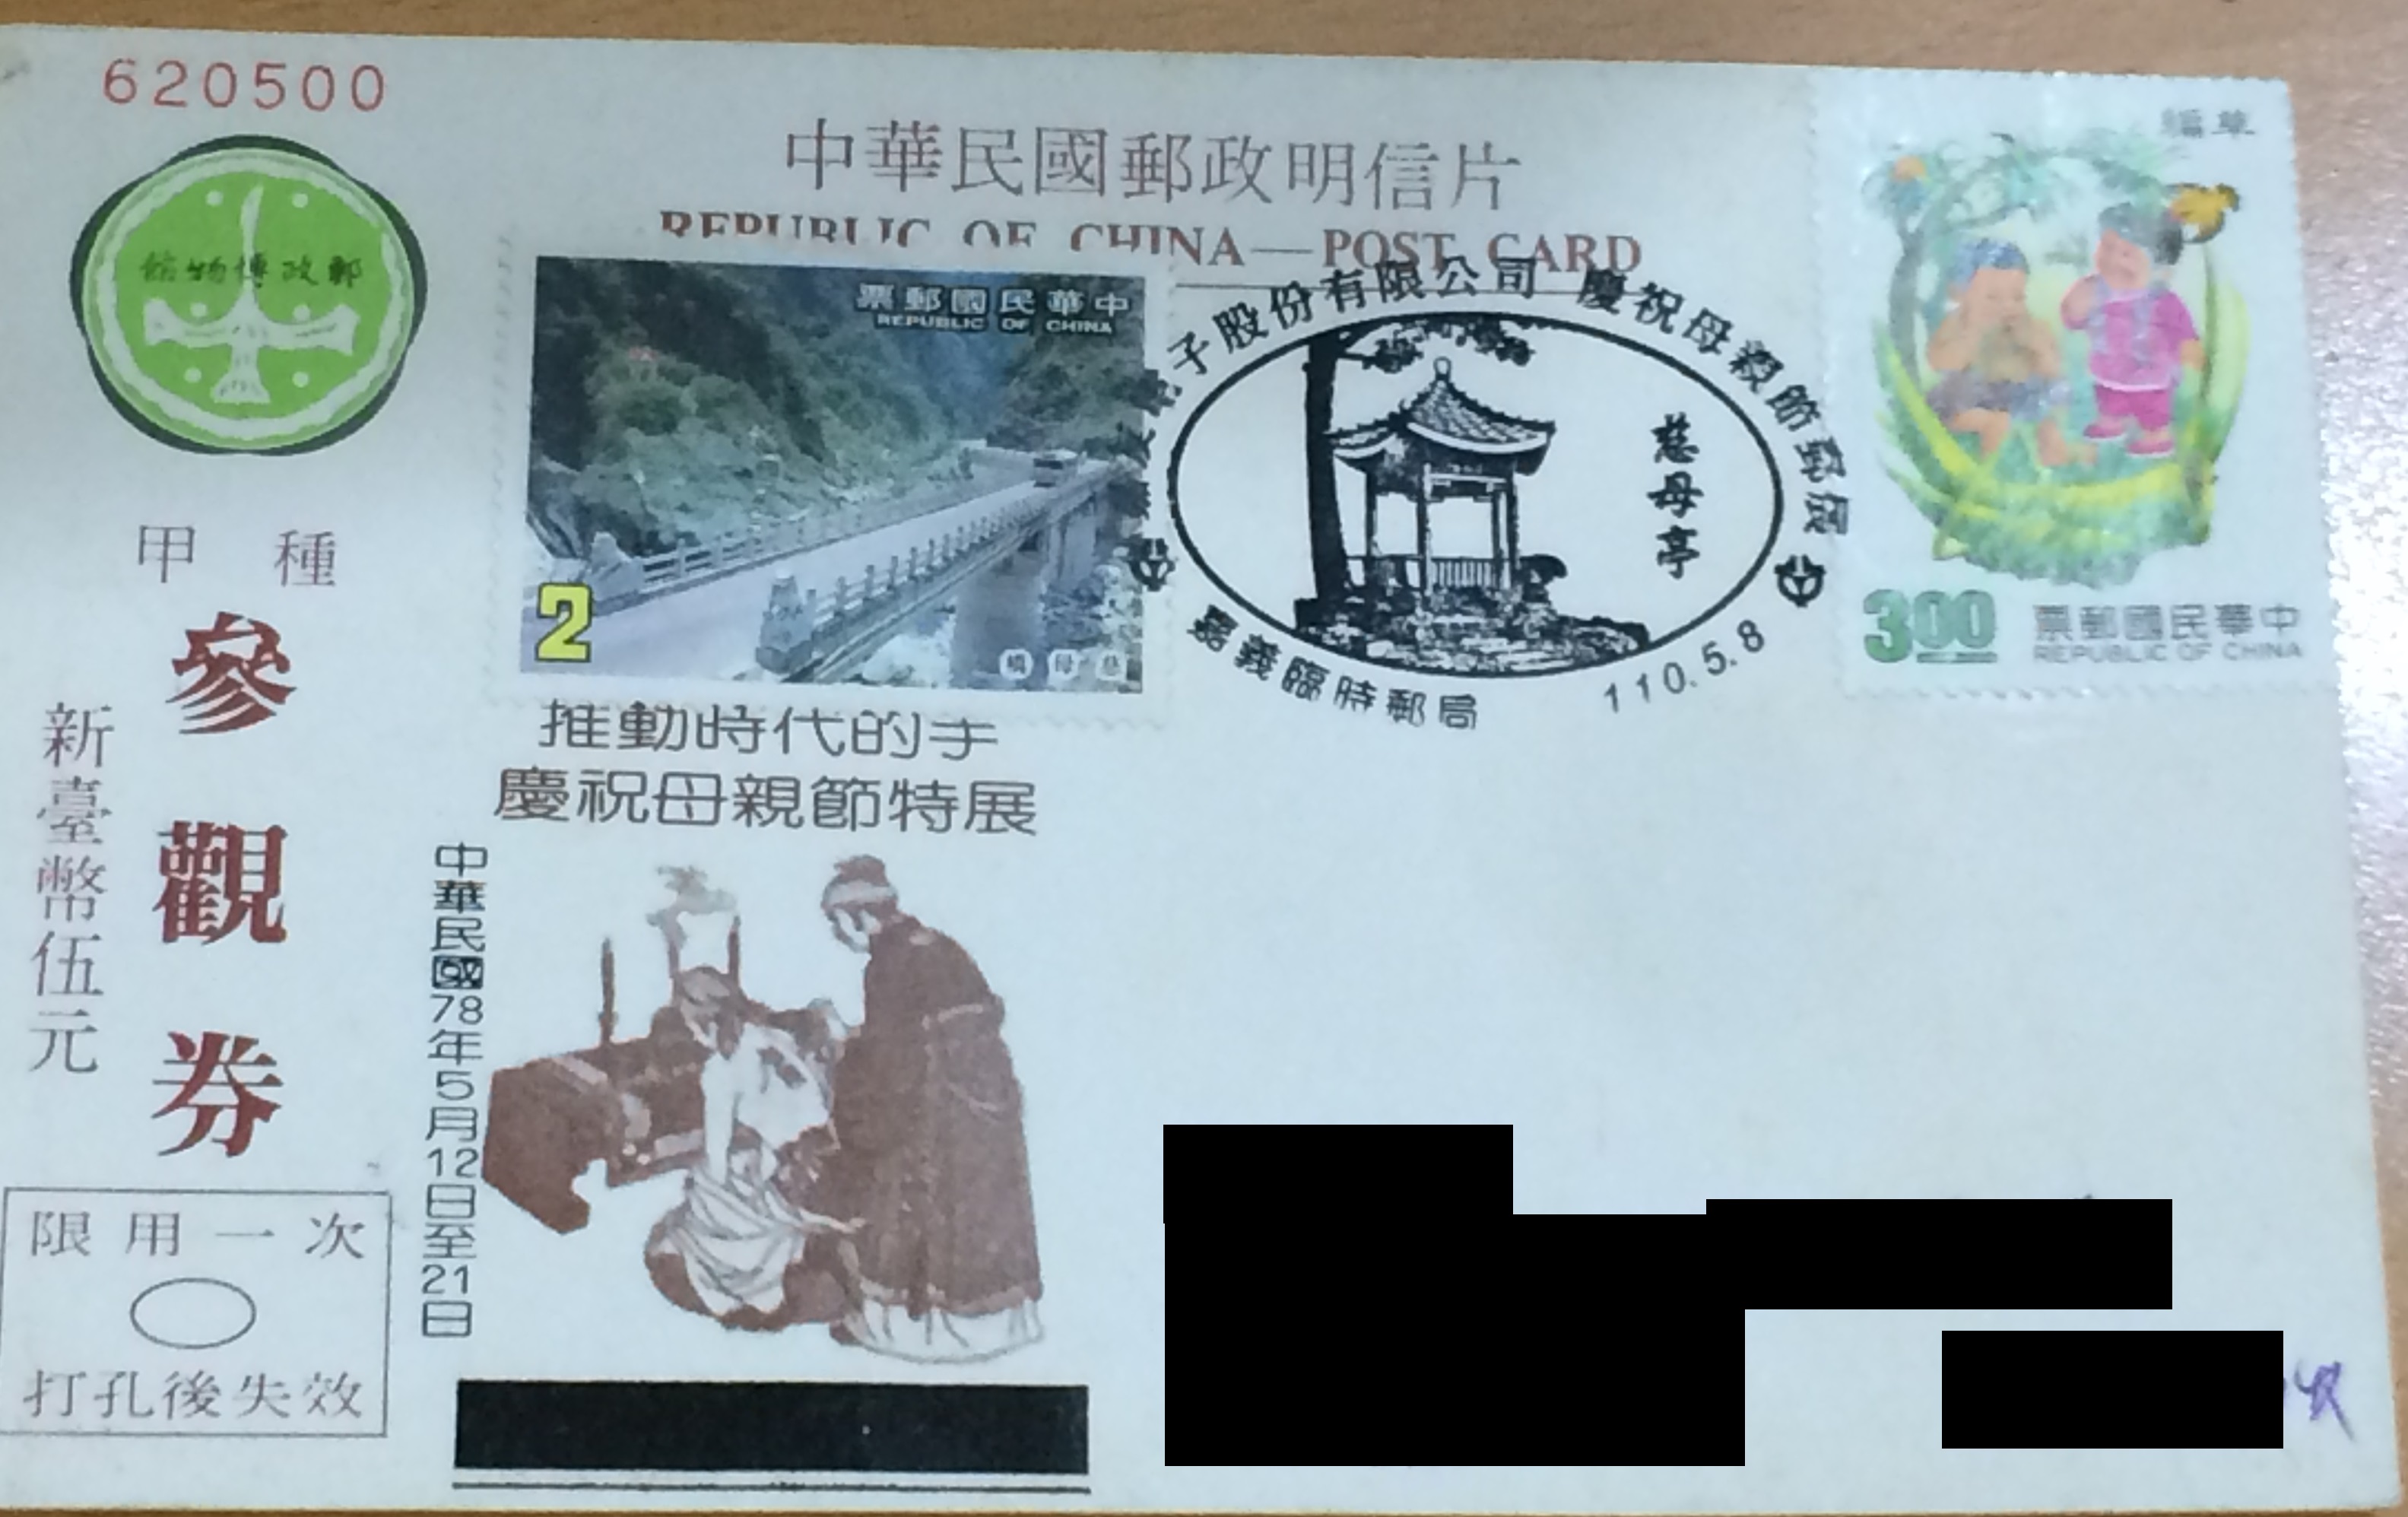 620500
中華民國郵政明信片
REPUBLIC OF CHINA—POST CARD
郵政博物館
甲種
參觀券
新臺幣伍元
限用一次
打孔後失效
中華民國郵票
REPUBLIC OF CHINA
2
慈母橋
子股份有限公司 慶祝母親節郵展
慈母亭
嘉義臨時郵局 110.5.8
草編
3.00
中華民國郵票
REPUBLIC OF CHINA
推動時代的手
慶祝母親節特展
中華民國78年5月12日至21日
收